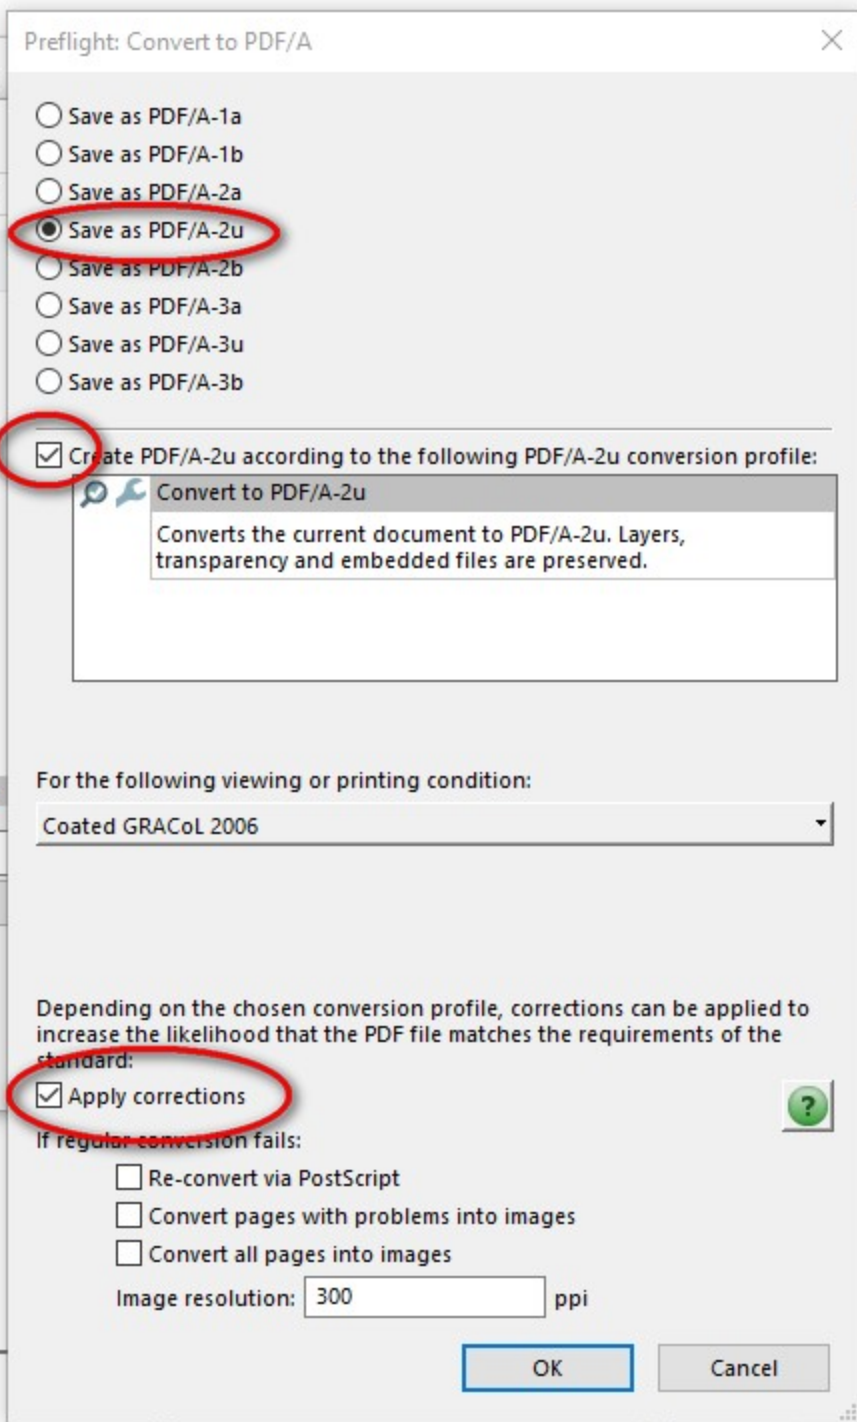 Preflight: Convert to PDF/A
Save as PDF/A-1a
Save as PDF/A-1b
Save as PDF/A-2a
Save as PDF/A-2u
Save as PDF/A-2b
Save as PDF/A-3a
Save as PDF/A-3u
Save as PDF/A-3b
Create PDF/A-2u according to the following PDF/A-2u conversion profile:
Convert to PDF/A-2u
Converts the current document to PDF/A-2u. Layers,
transparency and embedded files are preserved.
For the following viewing or printing condition:
Coated GRACoL 2006
Depending on the chosen conversion profile, corrections can be applied to
increase the likelihood that the PDF file matches the requirements of the
standard:
Apply corrections
?
If regular conversion fails:
Re-convert via PostScript
Convert pages with problems into images
Convert all pages into images
Image resolution: 300 ppi
OK Cancel